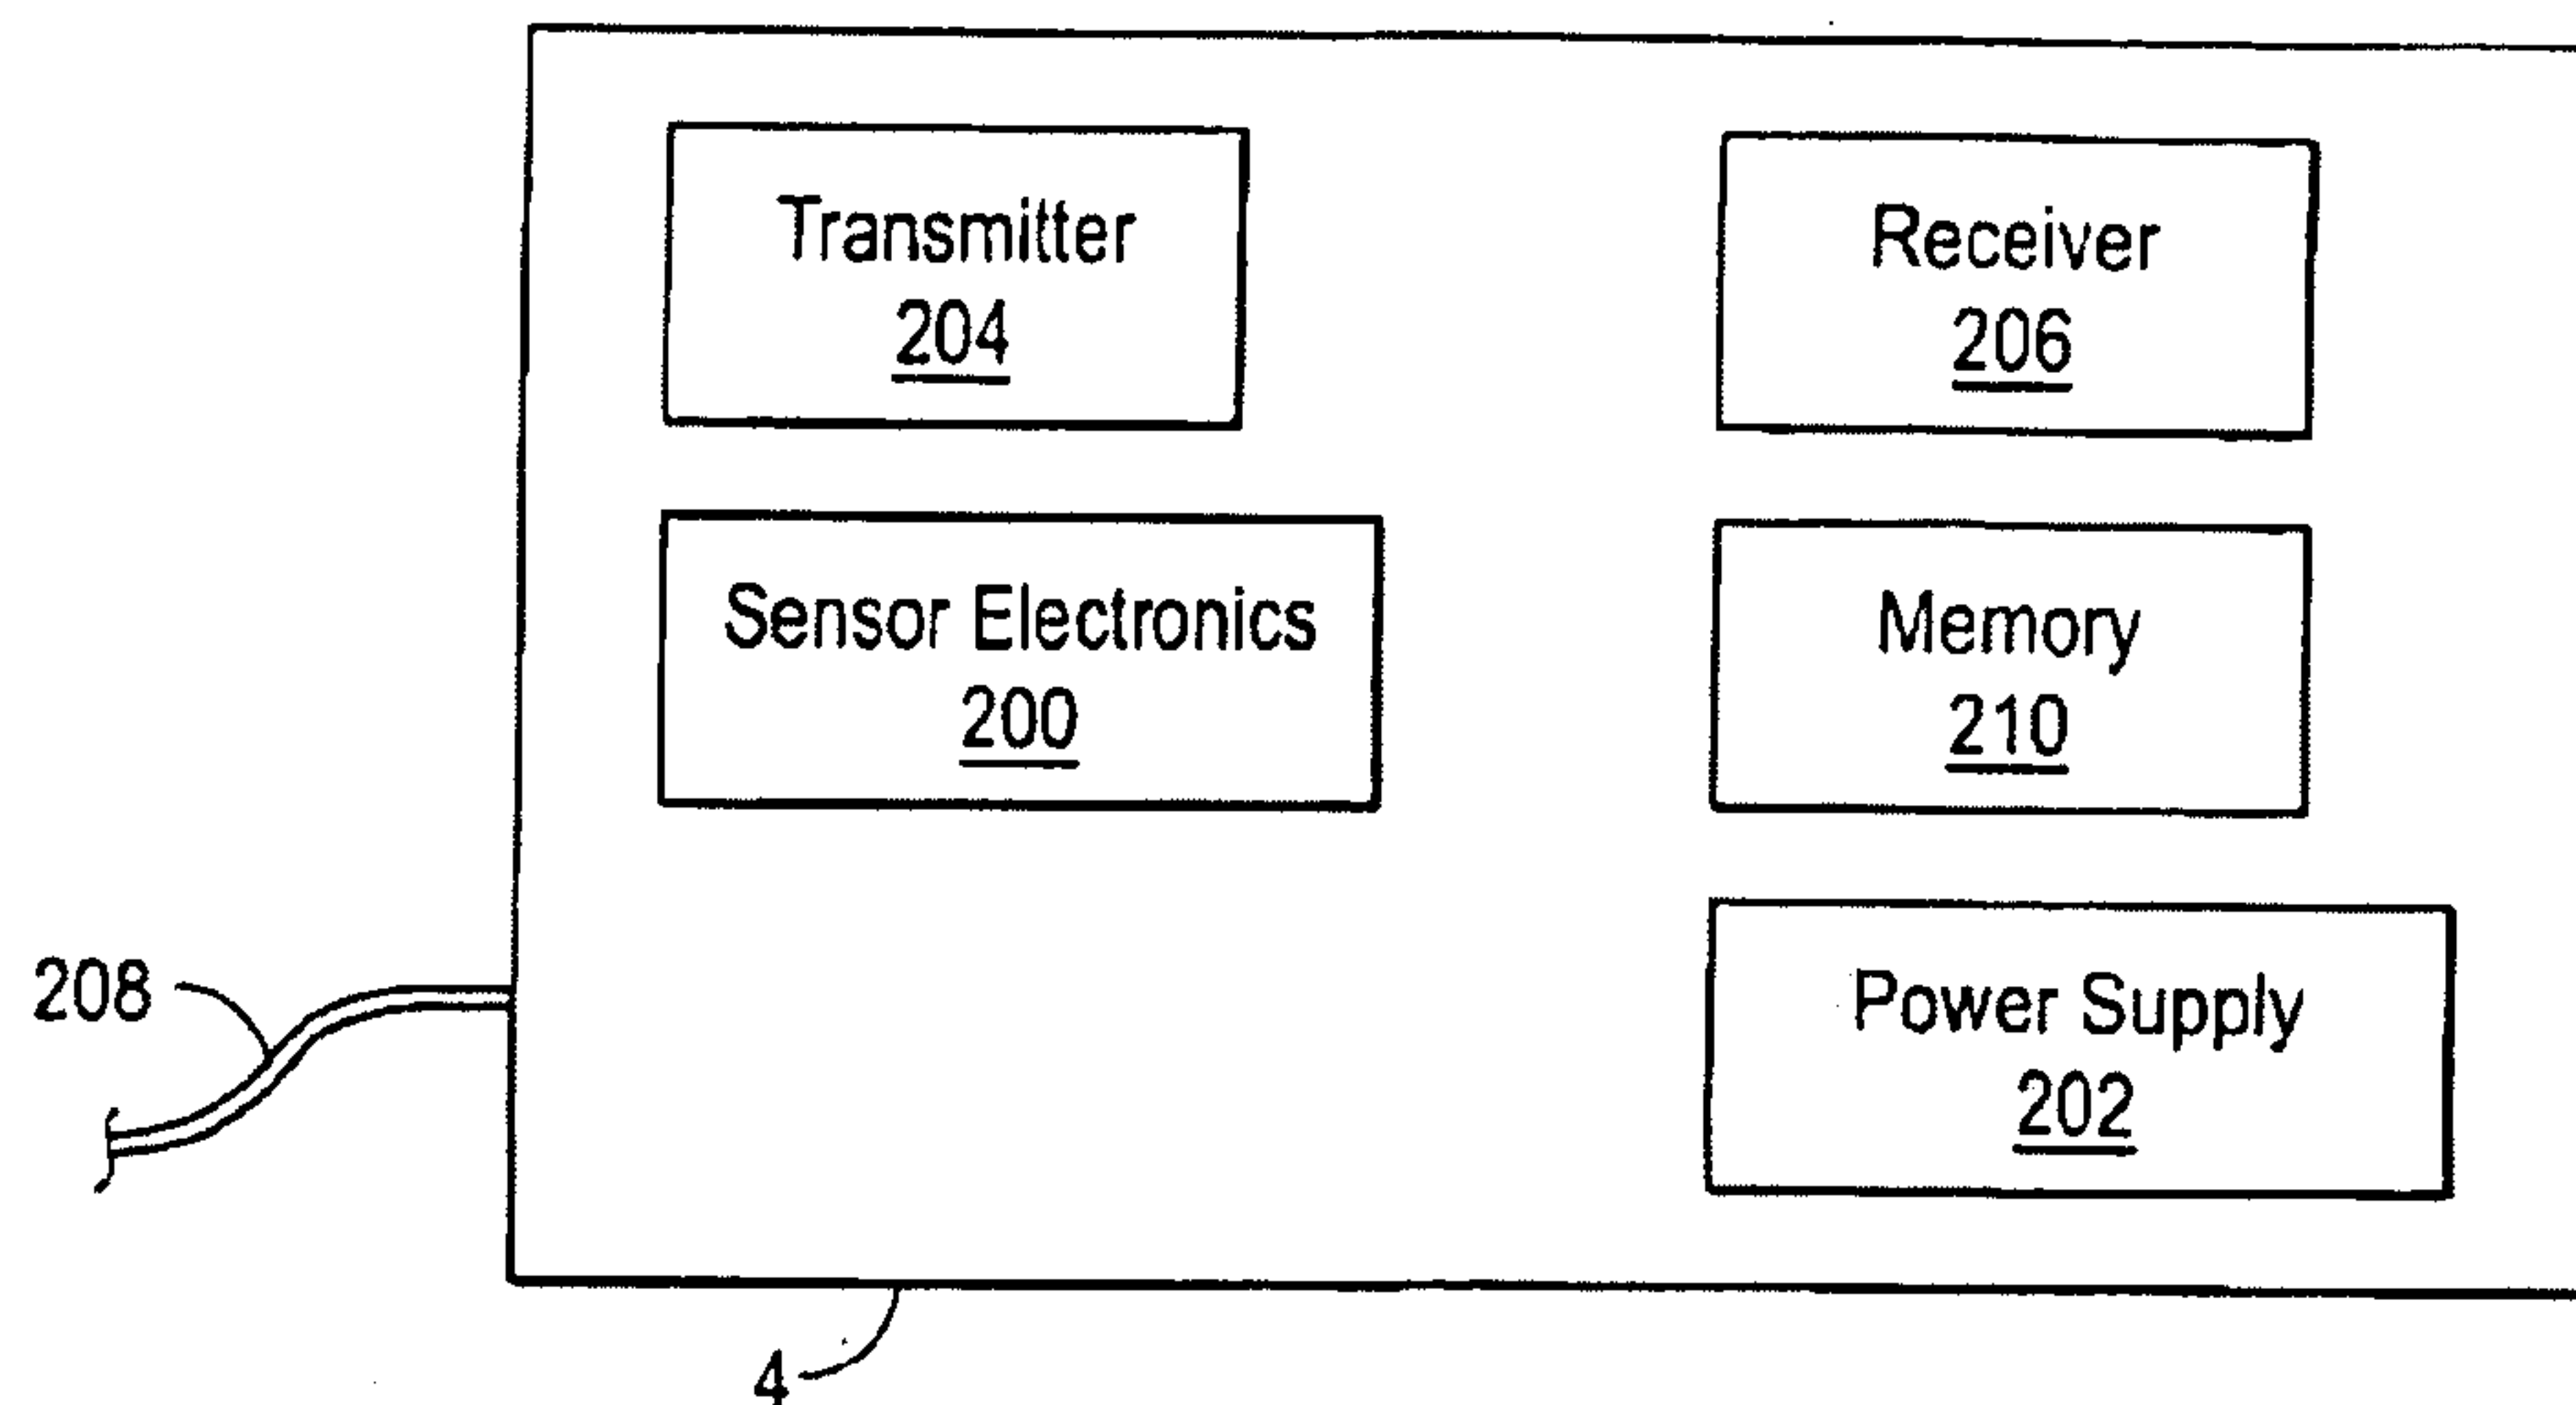 Transmitter
204
Receiver
206
Sensor Electronics
200
Memory
210
208
Power Supply
202
4